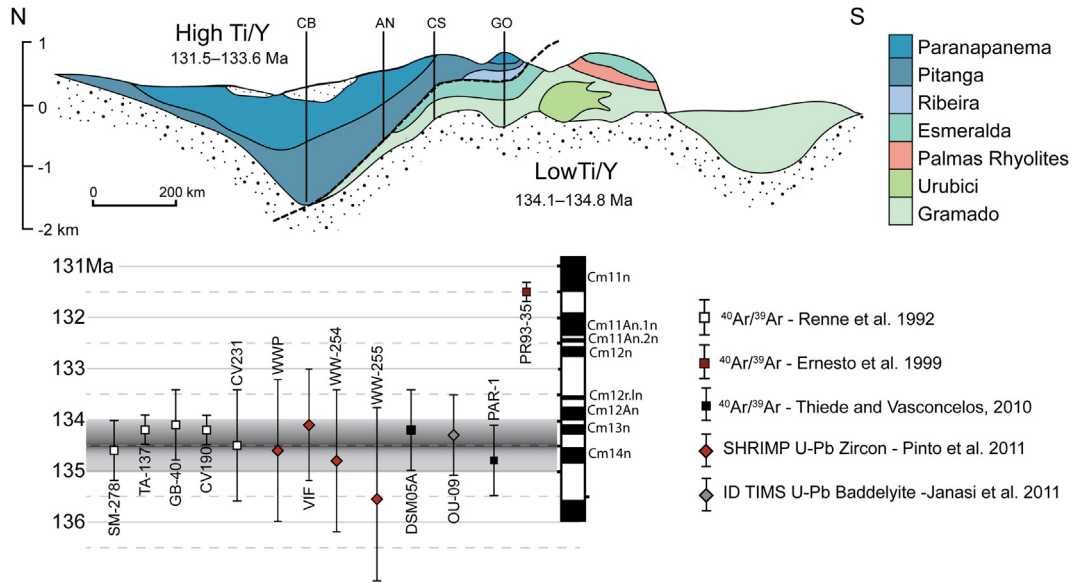 N
S
CB
AN
CS
GO
High Ti/Y
131.5–133.6 Ma
1
0
-1
-2 km
0
200 km
LowTi/Y
134.1–134.8 Ma
Paranapanema
Pitanga
Ribeira
Esmeralda
Palmas Rhyolites
Urubici
Gramado
131Ma
132
133
134
135
136
SM-278
TA-137
GB-40
CV190
CV231
WWP
VIF
WW-254
WW-255
DSM05A
OU-09
PAR-1
PR93-35
Cm11n
Cm11An.1n
Cm11An.2n
Cm12n
Cm12r.ln
Cm12An
Cm13n
Cm14n
⁴⁰Ar/³⁹Ar - Renne et al. 1992
⁴⁰Ar/³⁹Ar - Ernesto et al. 1999
⁴⁰Ar/³⁹Ar - Thiede and Vasconcelos, 2010
SHRIMP U-Pb Zircon - Pinto et al. 2011
ID TIMS U-Pb Baddelyite -Janasi et al. 2011